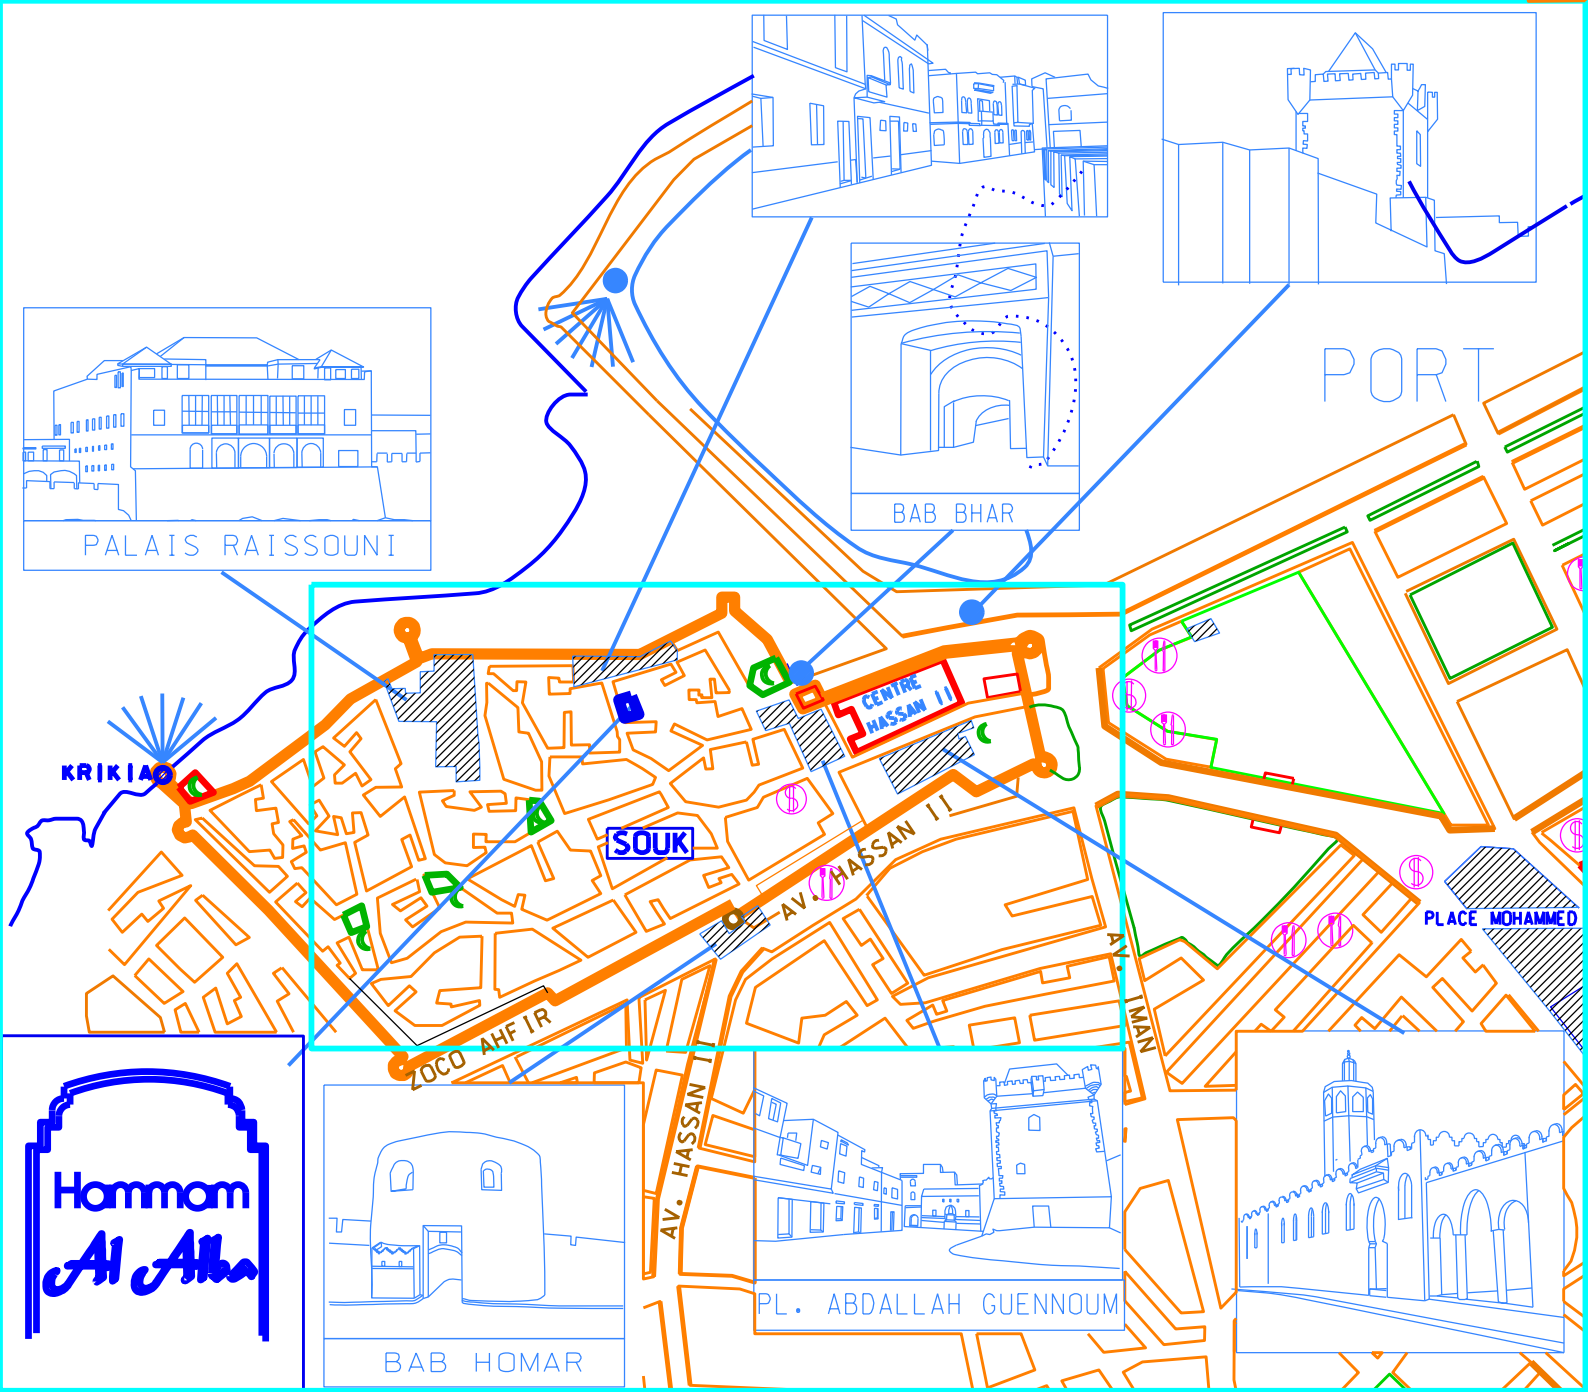 PORT
BAB BHAR
PALAIS RAISSOUNI
CENTRE
HASSAN II
KRIKIA
SOUK
AV. HASSAN II
PLACE MOHAMMED
AV. IMAN
ZOCO AHFIR
AV. HASSAN II
Hammam
Al Alba
PL. ABDALLAH GUENNOUM
BAB HOMAR